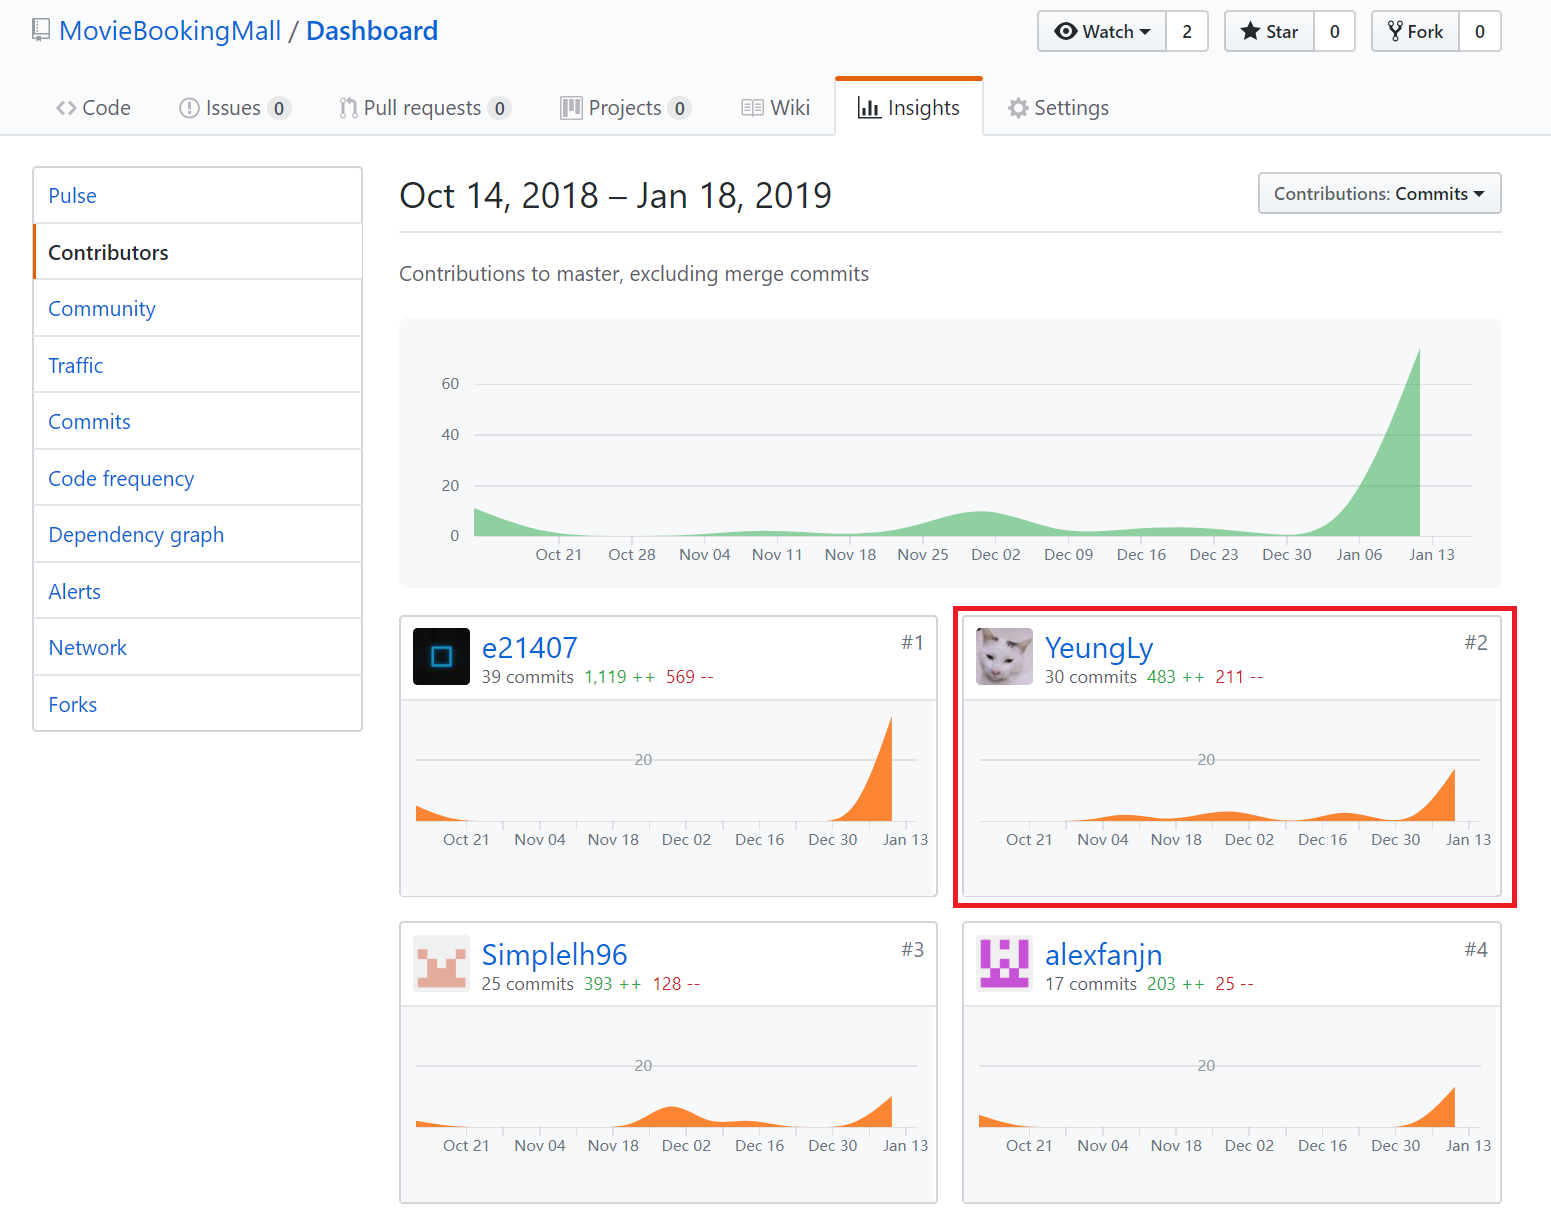 MovieBookingMall / Dashboard
Watch 2 Star 0 Fork 0
Code Issues 0 Pull requests 0 Projects 0 Wiki Insights Settings
Pulse
Contributors
Community
Traffic
Commits
Code frequency
Dependency graph
Alerts
Network
Forks
Oct 14, 2018 – Jan 18, 2019
Contributions: Commits
Contributions to master, excluding merge commits
60
40
20
0
Oct 21 Oct 28 Nov 04 Nov 11 Nov 18 Nov 25 Dec 02 Dec 09 Dec 16 Dec 23 Dec 30 Jan 06 Jan 13
e21407 #1
39 commits 1,119 ++ 569 --
20
Oct 21 Nov 04 Nov 18 Dec 02 Dec 16 Dec 30 Jan 13
YeungLy #2
30 commits 483 ++ 211 --
20
Oct 21 Nov 04 Nov 18 Dec 02 Dec 16 Dec 30 Jan 13
Simplelh96 #3
25 commits 393 ++ 128 --
20
Oct 21 Nov 04 Nov 18 Dec 02 Dec 16 Dec 30 Jan 13
alexfanjn #4
17 commits 203 ++ 25 --
20
Oct 21 Nov 04 Nov 18 Dec 02 Dec 16 Dec 30 Jan 13